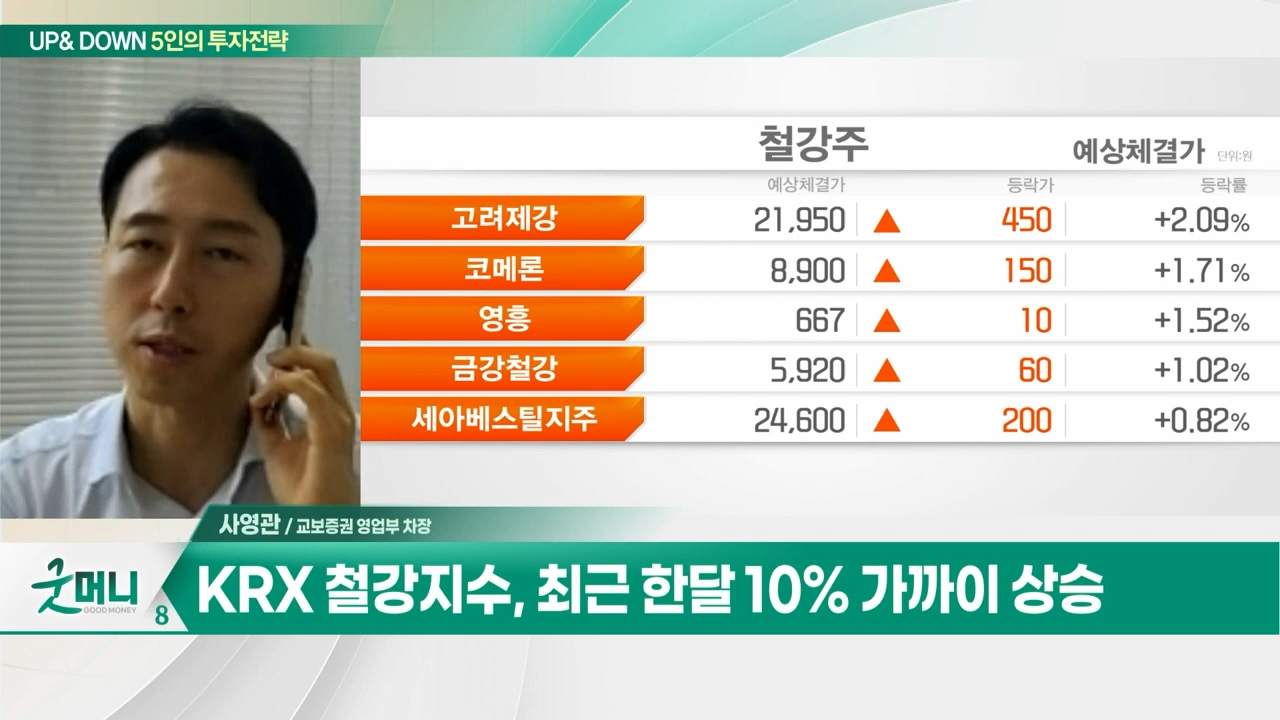 UP& DOWN 5인의 투자전략
철강주
예상체결가 단위:원
예상체결가 등락가 등락률
고려제강 21,950 ▲ 450 +2.09%
코메론 8,900 ▲ 150 +1.71%
영흥 667 ▲ 10 +1.52%
금강철강 5,920 ▲ 60 +1.02%
세아베스틸지주 24,600 ▲ 200 +0.82%
사영관 / 교보증권 영업부 차장
굿머니
GOOD MONEY
8
KRX 철강지수, 최근 한달 10% 가까이 상승